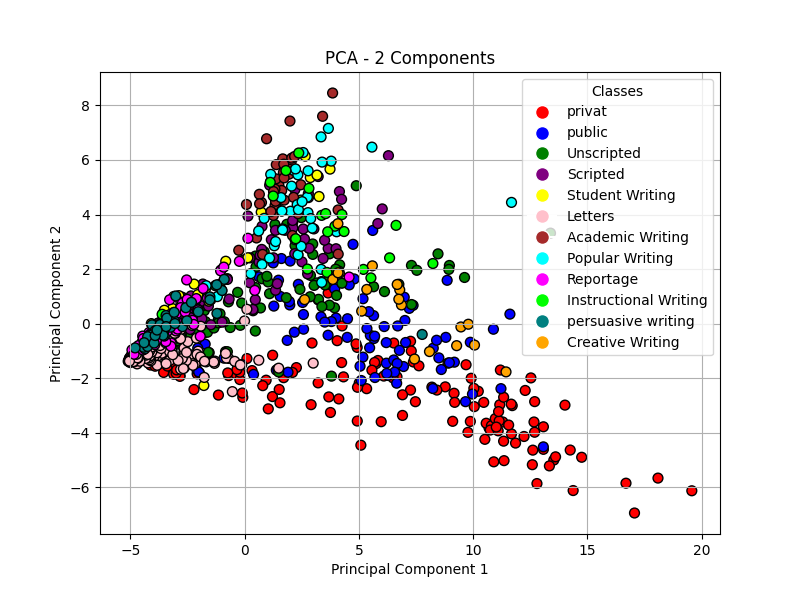 PCA - 2 Components
Principal Component 2
8
6
4
2
0
−2
−4
−6
−5
0
5
10
15
20
Principal Component 1
Classes
privat
public
Unscripted
Scripted
Student Writing
Letters
Academic Writing
Popular Writing
Reportage
Instructional Writing
persuasive writing
Creative Writing